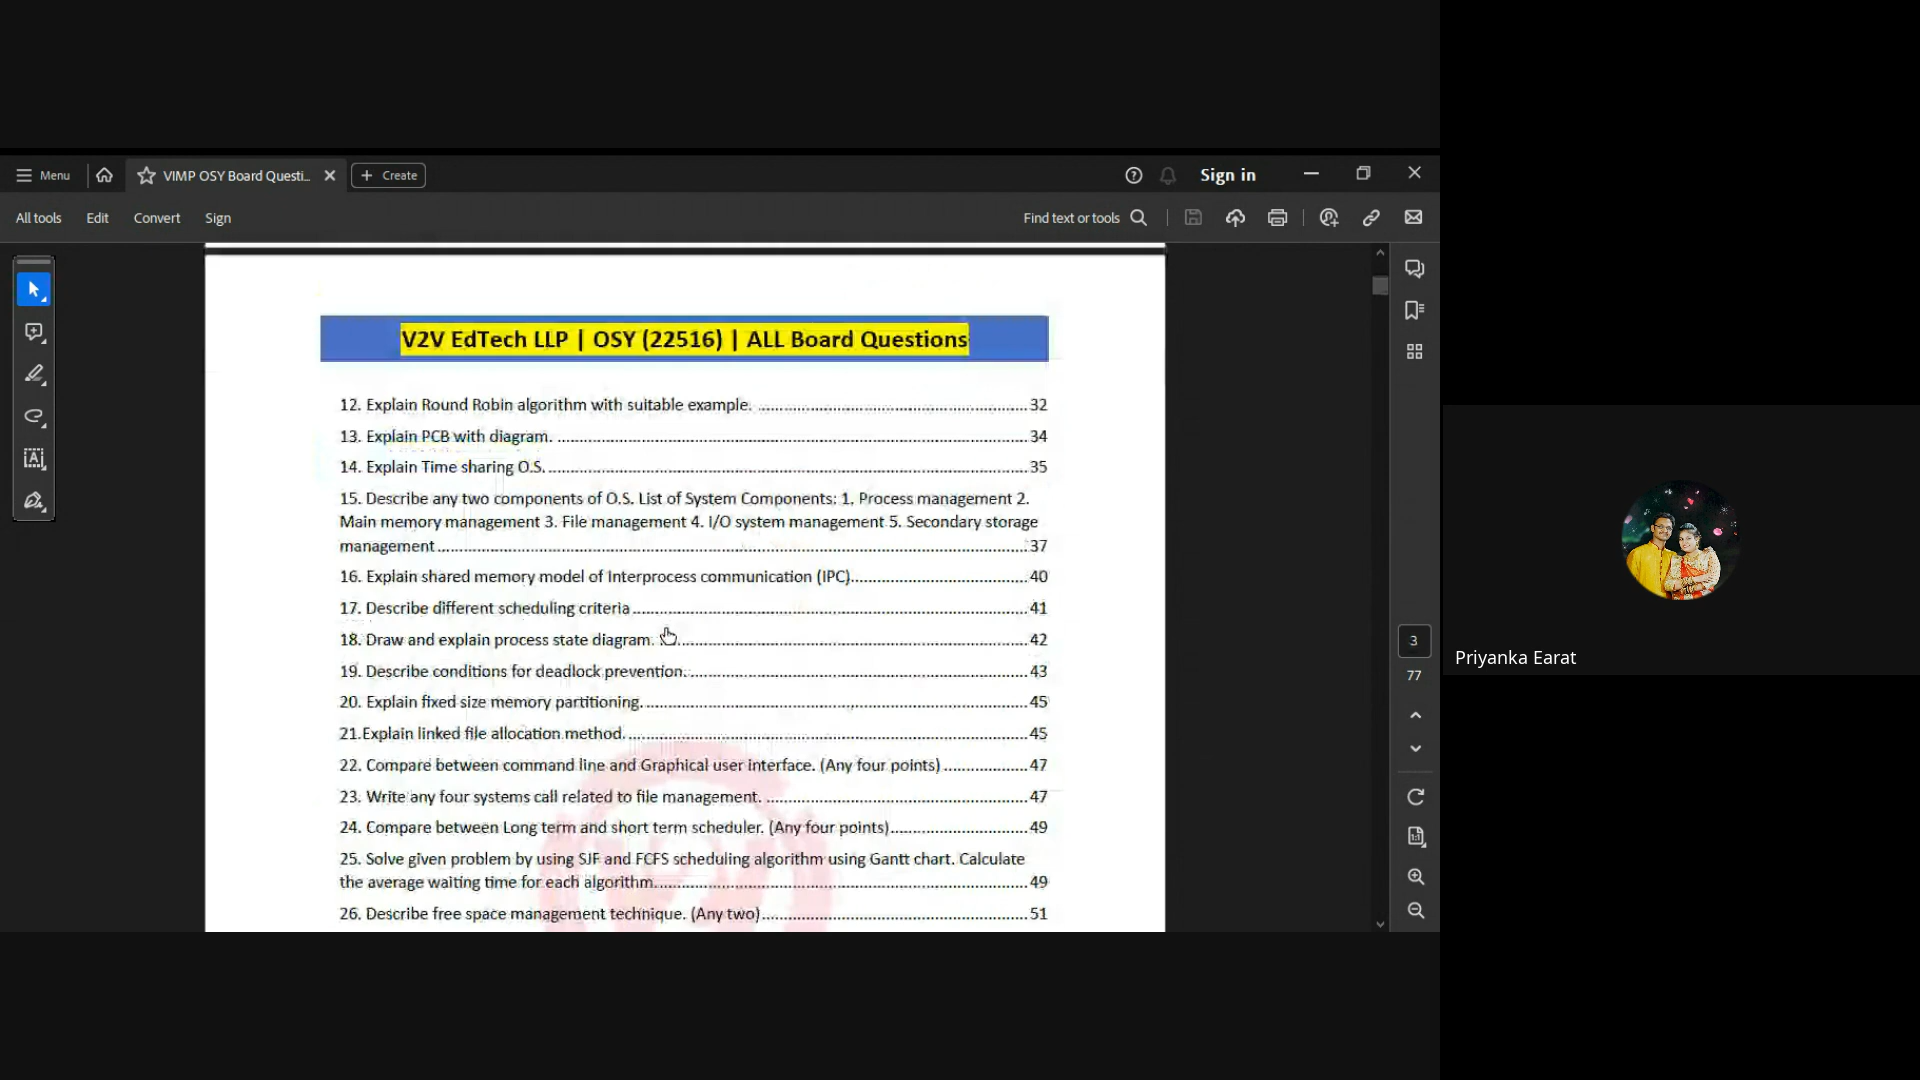 Menu
VIMP OSY Board Questi...
Create
Sign in
All tools
Edit
Convert
Sign
Find text or tools
V2V EdTech LLP | OSY (22516) | ALL Board Questions
12. Explain Round Robin algorithm with suitable example. ........ 32
13. Explain PCB with diagram. ........ 34
14. Explain Time sharing O.S. ........ 35
15. Describe any two components of O.S. List of System Components: 1. Process management 2.
Main memory management 3. File management 4. I/O system management 5. Secondary storage
management ........ 37
16. Explain shared memory model of Interprocess communication (IPC). ........ 40
17. Describe different scheduling criteria ........ 41
18. Draw and explain process state diagram. ........ 42
19. Describe conditions for deadlock prevention. ........ 43
20. Explain fixed size memory partitioning. ........ 45
21.Explain linked file allocation method. ........ 45
22. Compare between command line and Graphical user interface. (Any four points) ........ 47
23. Write any four systems call related to file management. ........ 47
24. Compare between Long term and short term scheduler. (Any four points) ........ 49
25. Solve given problem by using SJF and FCFS scheduling algorithm using Gantt chart. Calculate
the average waiting time for each algorithm. ........ 49
26. Describe free space management technique. (Any two) ........ 51
3
77
Priyanka Earat